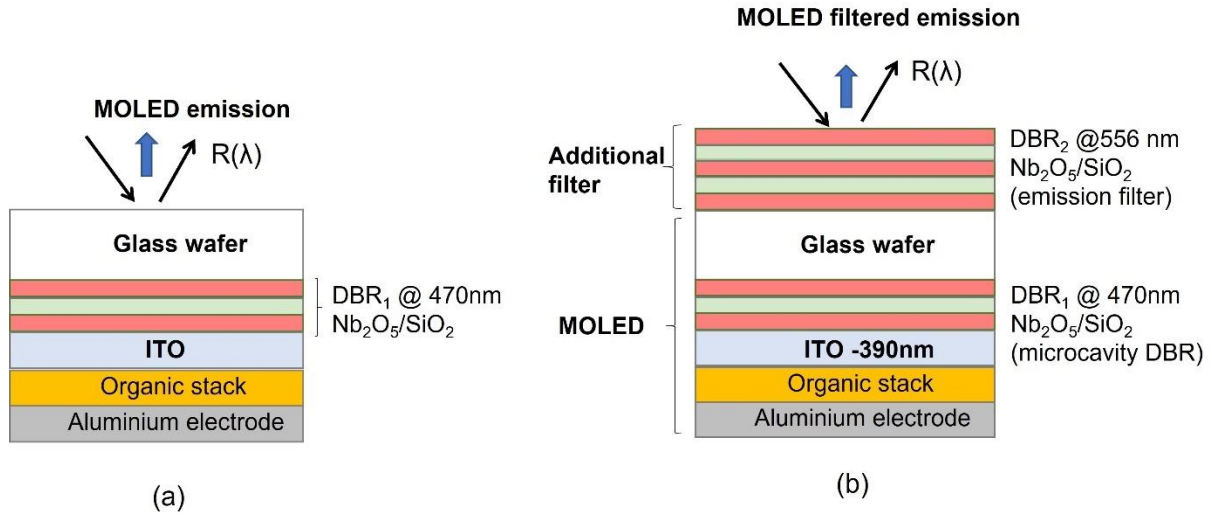 MOLED emission
R(λ)
Glass wafer
DBR₁ @ 470nm
Nb₂O₅/SiO₂
ITO
Organic stack
Aluminium electrode
(a)
MOLED filtered emission
R(λ)
Additional
filter
DBR₂ @556 nm
Nb₂O₅/SiO₂
(emission filter)
Glass wafer
MOLED
DBR₁ @ 470nm
Nb₂O₅/SiO₂
(microcavity DBR)
ITO -390nm
Organic stack
Aluminium electrode
(b)